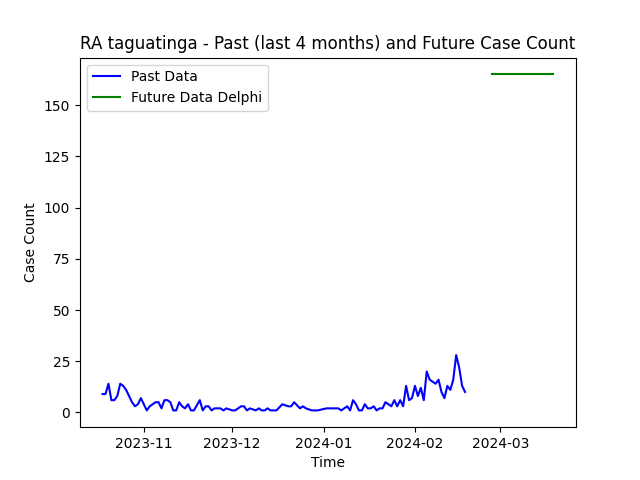 RA taguatinga - Past (last 4 months) and Future Case Count
Past Data
Future Data Delphi
150
125
100
75
50
25
0
Case Count
2023-11 2023-12 2024-01 2024-02 2024-03
Time